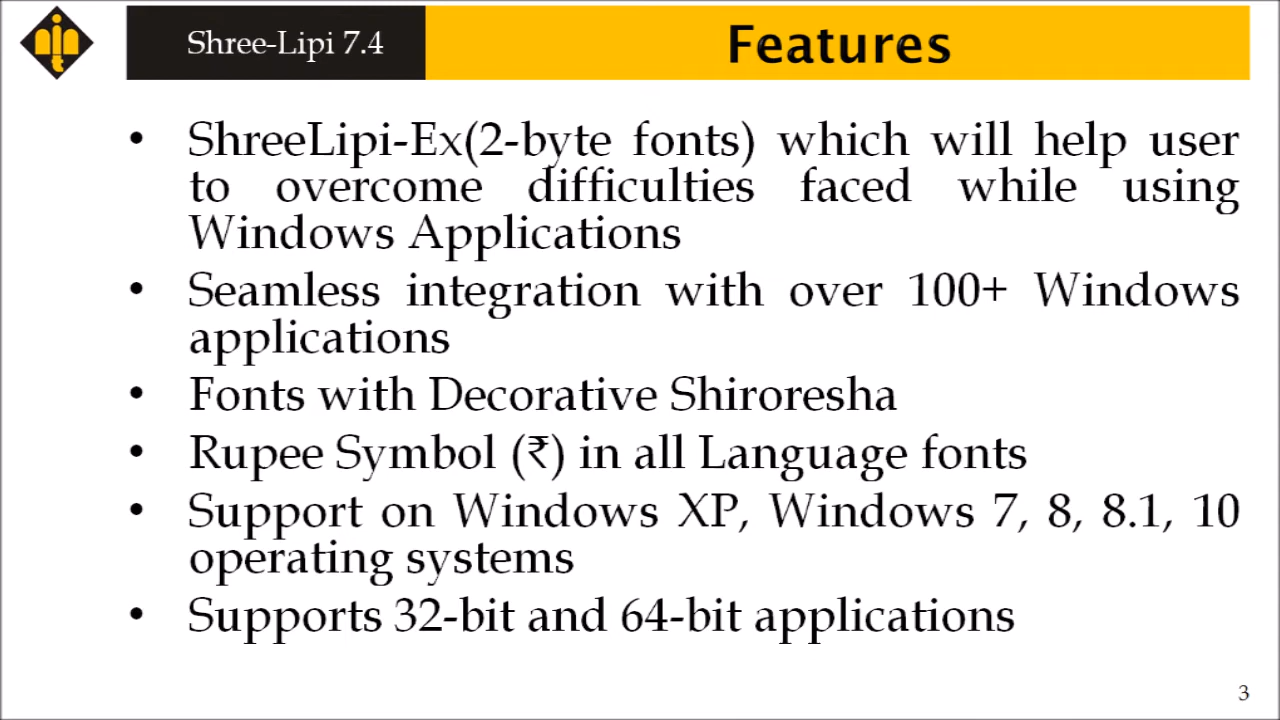 Shree-Lipi 7.4
Features
• ShreeLipi-Ex(2-byte fonts) which will help user
to overcome difficulties faced while using
Windows Applications
• Seamless integration with over 100+ Windows
applications
• Fonts with Decorative Shiroresha
• Rupee Symbol (₹) in all Language fonts
• Support on Windows XP, Windows 7, 8, 8.1, 10
operating systems
• Supports 32-bit and 64-bit applications
3